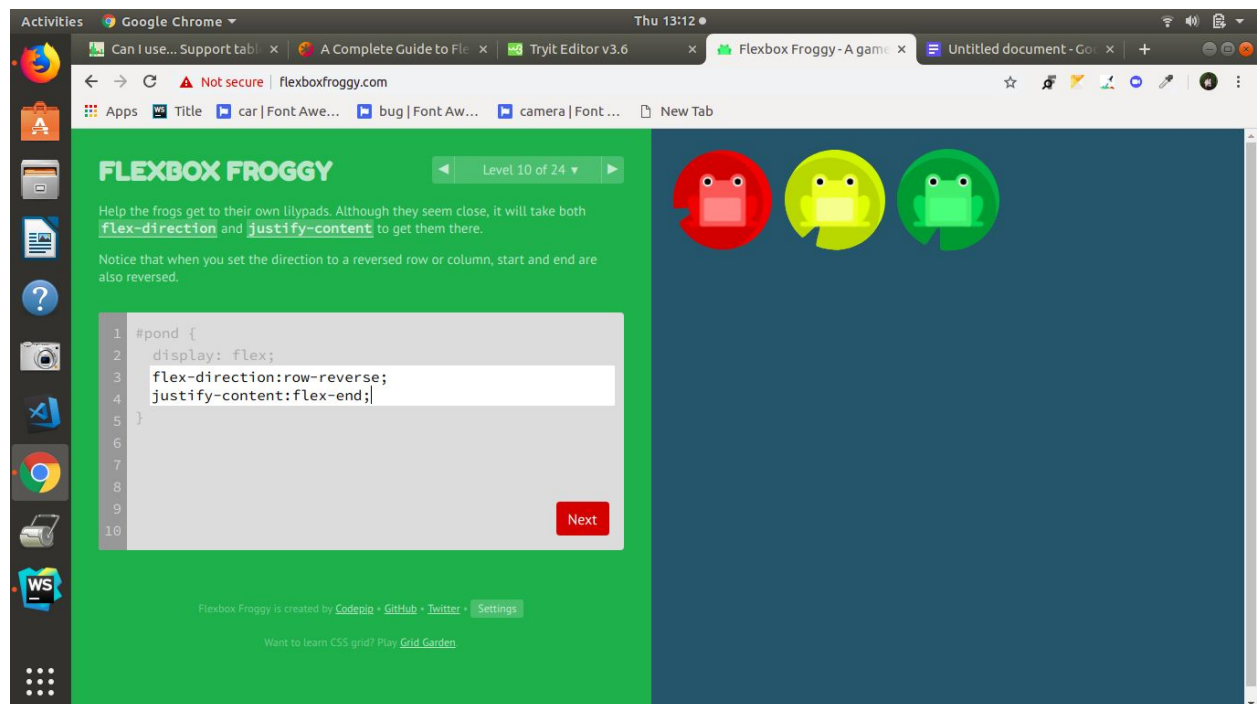 Activities Google Chrome ▾ Thu 13:12 ●
Can I use... Support tabl × A Complete Guide to Fle × Tryit Editor v3.6 × Flexbox Froggy - A game × Untitled document - Goo × +
Not secure | flexboxfroggy.com
Apps Title car | Font Awe... bug | Font Aw... camera | Font ... New Tab
FLEXBOX FROGGY
◀ Level 10 of 24 ▾ ▶
Help the frogs get to their own lilypads. Although they seem close, it will take both
flex-direction and justify-content to get them there.
Notice that when you set the direction to a reversed row or column, start and end are
also reversed.
1 #pond {
2 display: flex;
3 flex-direction:row-reverse;
4 justify-content:flex-end;
5 }
6
7
8
9
10
Next
Flexbox Froggy is created by Codepip • GitHub • Twitter • Settings
Want to learn CSS grid? Play Grid Garden.
WS